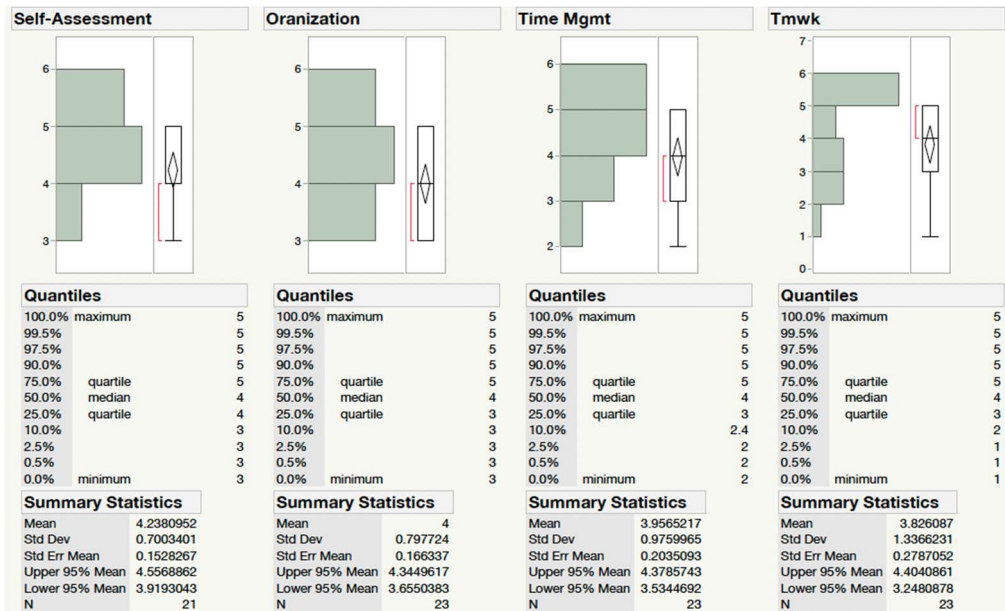 Self-Assessment
6
5
4
3
Quantiles
100.0% maximum 5
99.5% 5
97.5% 5
90.0% 5
75.0% quartile 5
50.0% median 4
25.0% quartile 4
10.0% 3
2.5% 3
0.5% 3
0.0% minimum 3
Summary Statistics
Mean 4.2380952
Std Dev 0.7003401
Std Err Mean 0.1528267
Upper 95% Mean 4.5568862
Lower 95% Mean 3.9193043
N 21
Oranization
6
5
4
3
Quantiles
100.0% maximum 5
99.5% 5
97.5% 5
90.0% 5
75.0% quartile 5
50.0% median 4
25.0% quartile 3
10.0% 3
2.5% 3
0.5% 3
0.0% minimum 3
Summary Statistics
Mean 4
Std Dev 0.797724
Std Err Mean 0.166337
Upper 95% Mean 4.3449617
Lower 95% Mean 3.6550383
N 23
Time Mgmt
6
5
4
3
2
Quantiles
100.0% maximum 5
99.5% 5
97.5% 5
90.0% 5
75.0% quartile 5
50.0% median 4
25.0% quartile 3
10.0% 2.4
2.5% 2
0.5% 2
0.0% minimum 2
Summary Statistics
Mean 3.9565217
Std Dev 0.9759965
Std Err Mean 0.2035093
Upper 95% Mean 4.3785743
Lower 95% Mean 3.5344692
N 23
Tmwk
7
6
5
4
3
2
1
0
Quantiles
100.0% maximum 5
99.5% 5
97.5% 5
90.0% 5
75.0% quartile 5
50.0% median 4
25.0% quartile 3
10.0% 2
2.5% 1
0.5% 1
0.0% minimum 1
Summary Statistics
Mean 3.826087
Std Dev 1.3366231
Std Err Mean 0.2787052
Upper 95% Mean 4.4040861
Lower 95% Mean 3.2480878
N 23